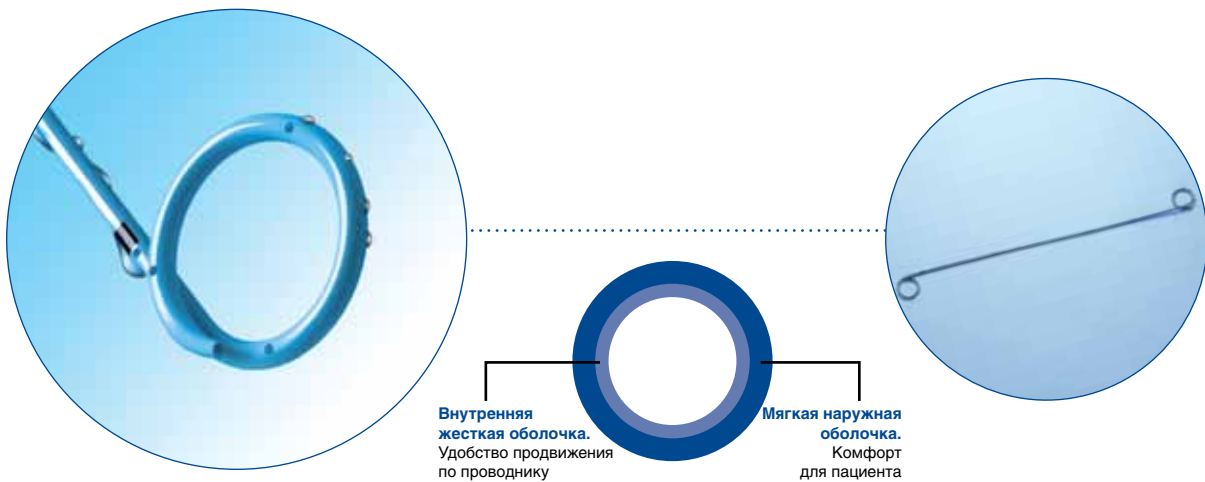 Внутренняя
жесткая оболочка.
Удобство продвижения
по проводнику
Мягкая наружная
оболочка.
Комфорт
для пациента